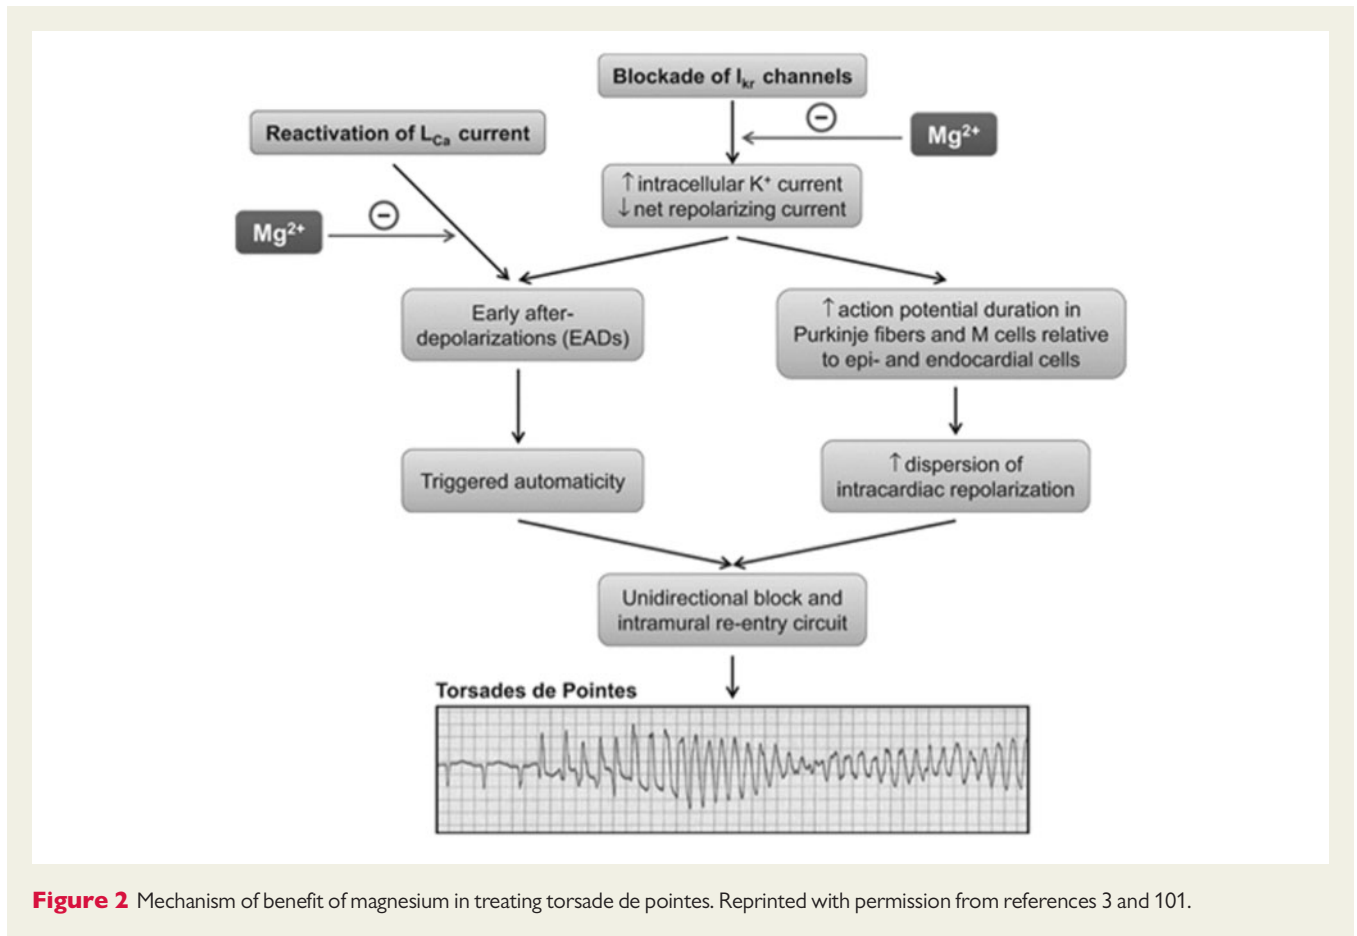 Blockade of Ikr channels
Reactivation of LCa current
⊖
Mg²⁺
↑intracellular K⁺ current
↓net repolarizing current
⊖
Mg²⁺
Early after-
depolarizations (EADs)
↑action potential duration in
Purkinje fibers and M cells relative
to epi- and endocardial cells
Triggered automaticity
↑dispersion of
intracardiac repolarization
Unidirectional block and
intramural re-entry circuit
Torsades de Pointes
Figure 2 Mechanism of benefit of magnesium in treating torsade de pointes. Reprinted with permission from references 3 and 101.